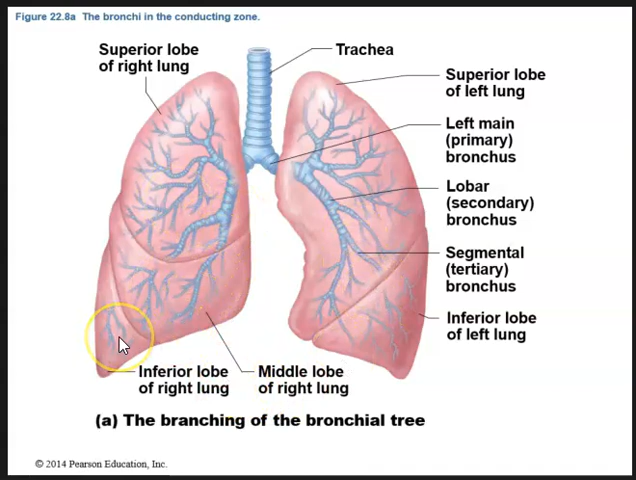 Figure 22.8a  The bronchi in the conducting zone.
Superior lobe
of right lung
Trachea
Superior lobe
of left lung
Left main
(primary)
bronchus
Lobar
(secondary)
bronchus
Segmental
(tertiary)
bronchus
Inferior lobe
of left lung
Inferior lobe
of right lung
Middle lobe
of right lung
(a) The branching of the bronchial tree
© 2014 Pearson Education, Inc.